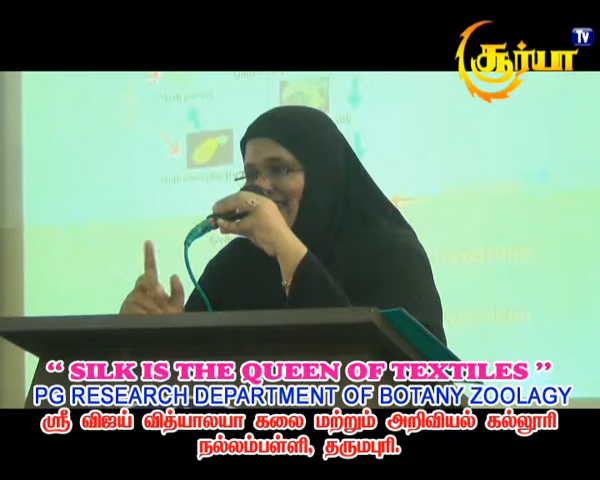 சூர்யா Tv
“ SILK IS THE QUEEN OF TEXTILES ”
PG RESEARCH DEPARTMENT OF BOTANY ZOOLAGY
ஸ்ரீ விஜய் வித்யாலயா கலை மற்றும் அறிவியல் கல்லூரி
நல்லம்பள்ளி, தருமபுரி.